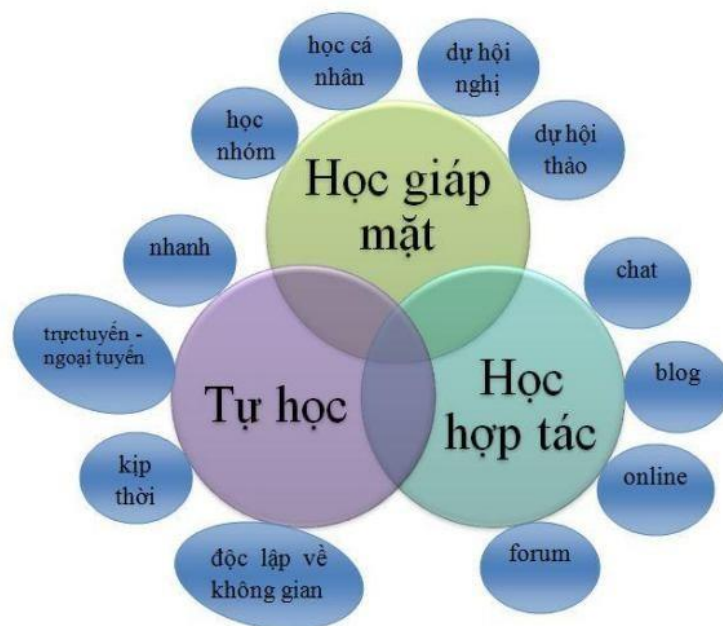 học cá
nhân
dự hội
nghị
học
nhóm
dự hội
thảo
Học giáp
mặt
nhanh
chat
trựctuyến -
ngoại tuyến
Tự học
Học
hợp tác
blog
kịp
thời
online
độc lập về
không gian
forum